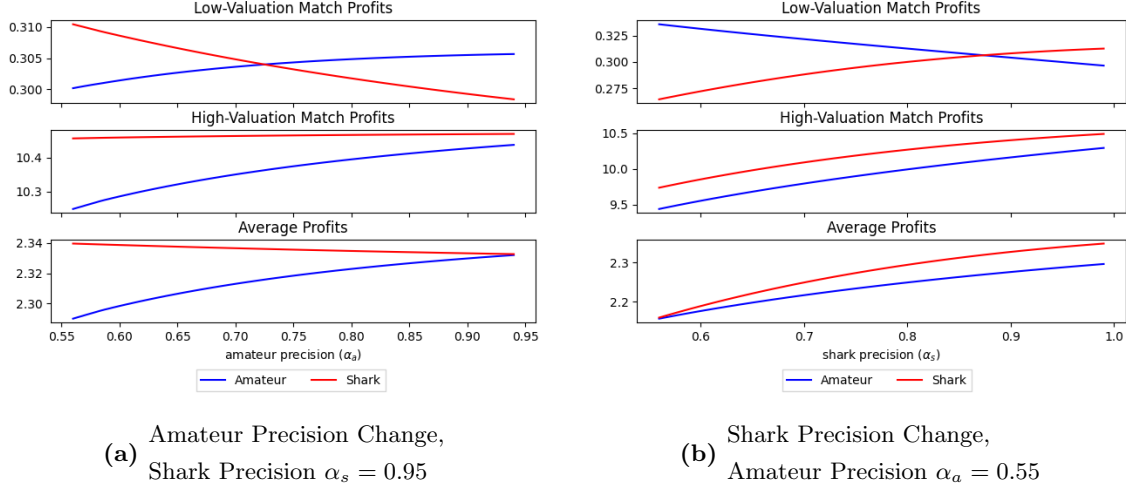 Low-Valuation Match Profits
0.310
0.305
0.300
High-Valuation Match Profits
10.4
10.3
Average Profits
2.34
2.32
2.30
0.55 0.60 0.65 0.70 0.75 0.80 0.85 0.90 0.95
amateur precision (αₐ)
Amateur Shark
(a) Amateur Precision Change,
Shark Precision αₛ = 0.95
Low-Valuation Match Profits
0.325
0.300
0.275
High-Valuation Match Profits
10.5
10.0
9.5
Average Profits
2.3
2.2
0.6 0.7 0.8 0.9 1.0
shark precision (αₛ)
Amateur Shark
(b) Shark Precision Change,
Amateur Precision αₐ = 0.55